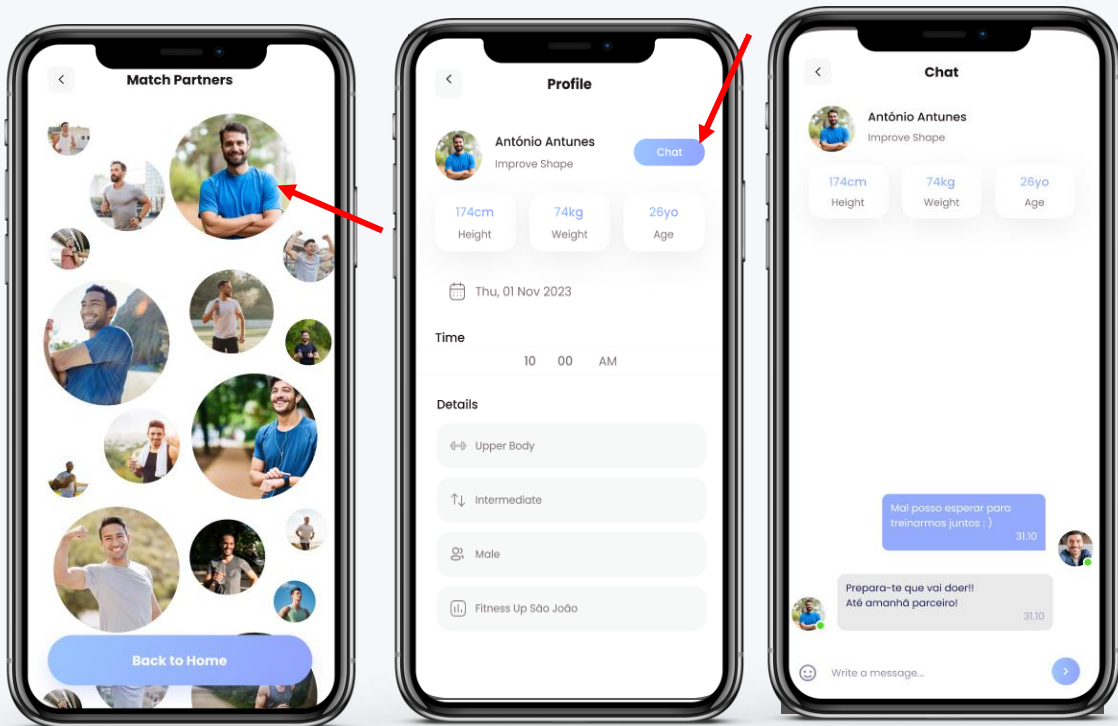 Match Partners
Back to Home
Profile
António Antunes
Improve Shape
Chat
174cm 74kg 26yo
Height Weight Age
Thu, 01 Nov 2023
Time
10 00 AM
Details
Upper Body
Intermediate
Male
Fitness Up São João
Chat
António Antunes
Improve Shape
174cm 74kg 26yo
Height Weight Age
Mal posso esperar para
treinarmos juntos : )
31.10
Prepara-te que vai doer!!
Até amanhã parceiro!
31.10
Write a message...